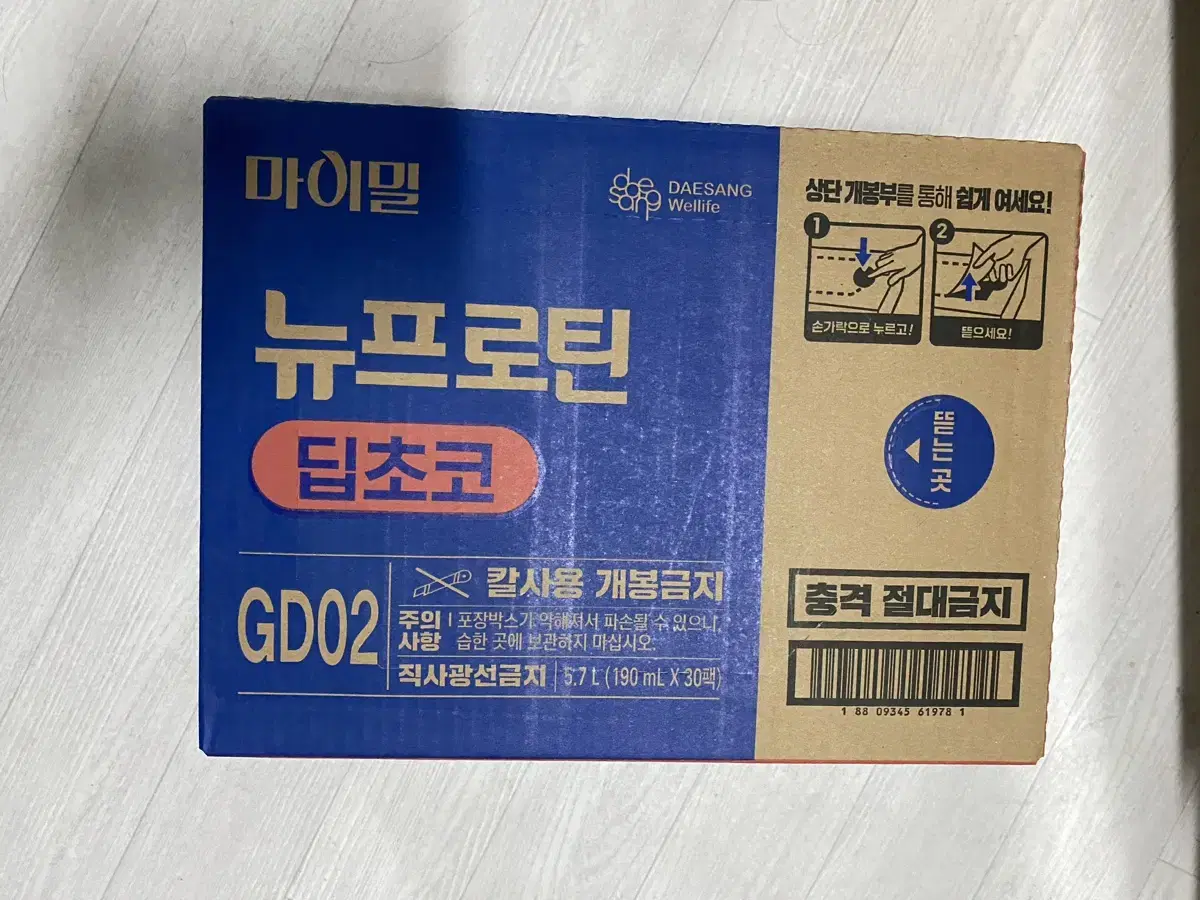 마이밀
daesang
DAESANG
Wellife
뉴프로틴
딥초코
GD02
칼사용 개봉금지
주의
사항
포장박스가 약해져서 파손될 수 있으니,
습한 곳에 보관하지 마십시오.
직사광선금지
5.7 L (190 mL X 30팩)
상단 개봉부를 통해 쉽게 여세요!
1
손가락으로 누르고!
2
뜯으세요!
뜯는 곳
충격 절대금지
1 88 09345 61978 1